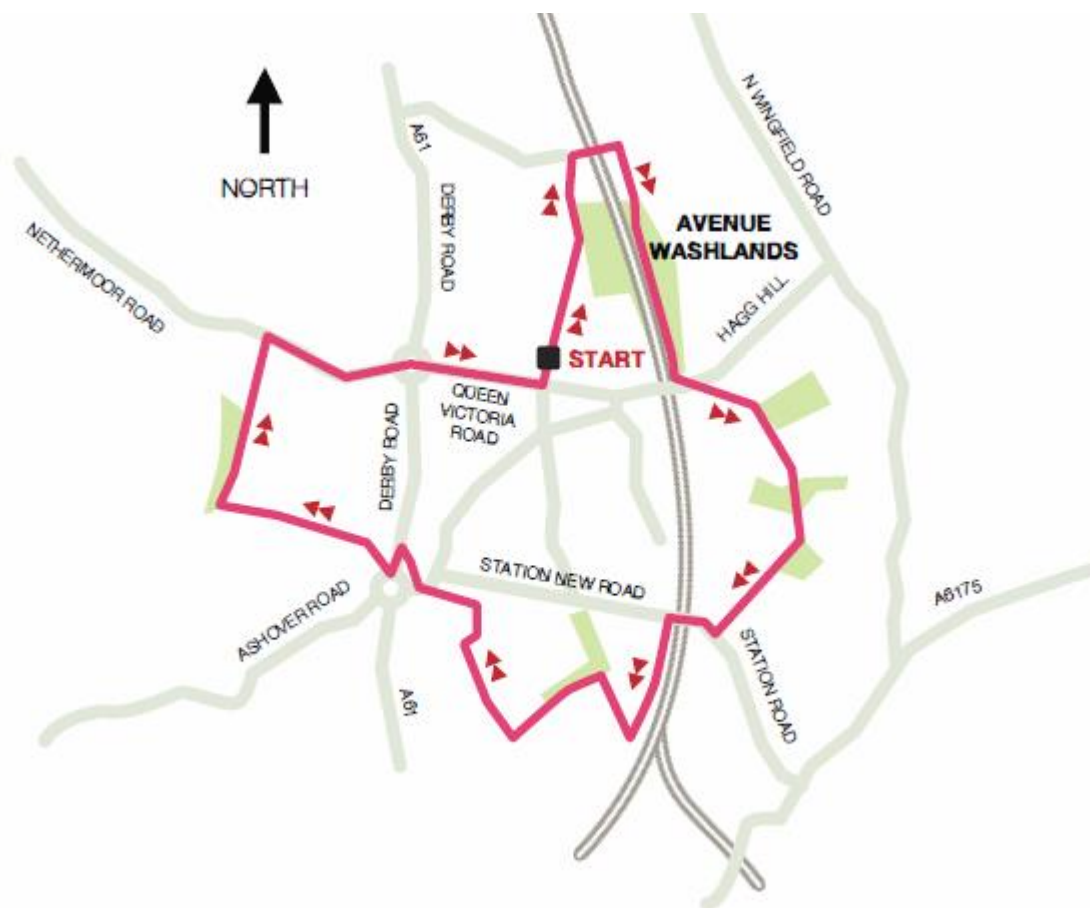 N WINGFIELD ROAD
A61
NORTH
DERBY ROAD
AVENUE
WASHLANDS
NETHERMOOR ROAD
HAGG HILL
START
QUEEN
VICTORIA
ROAD
DERBY ROAD
STATION NEW ROAD
A6175
ASHOVER ROAD
STATION ROAD
A61